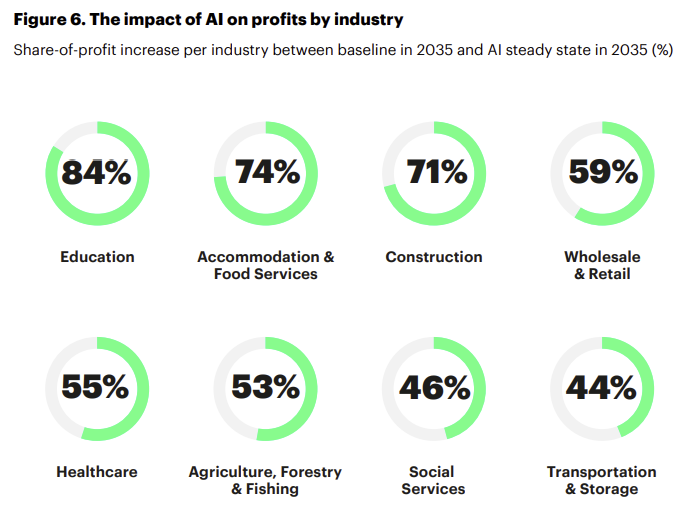 Figure 6. The impact of AI on profits by industry
Share-of-profit increase per industry between baseline in 2035 and AI steady state in 2035 (%)
84%
Education
74%
Accommodation &
Food Services
71%
Construction
59%
Wholesale
& Retail
55%
Healthcare
53%
Agriculture, Forestry
& Fishing
46%
Social
Services
44%
Transportation
& Storage